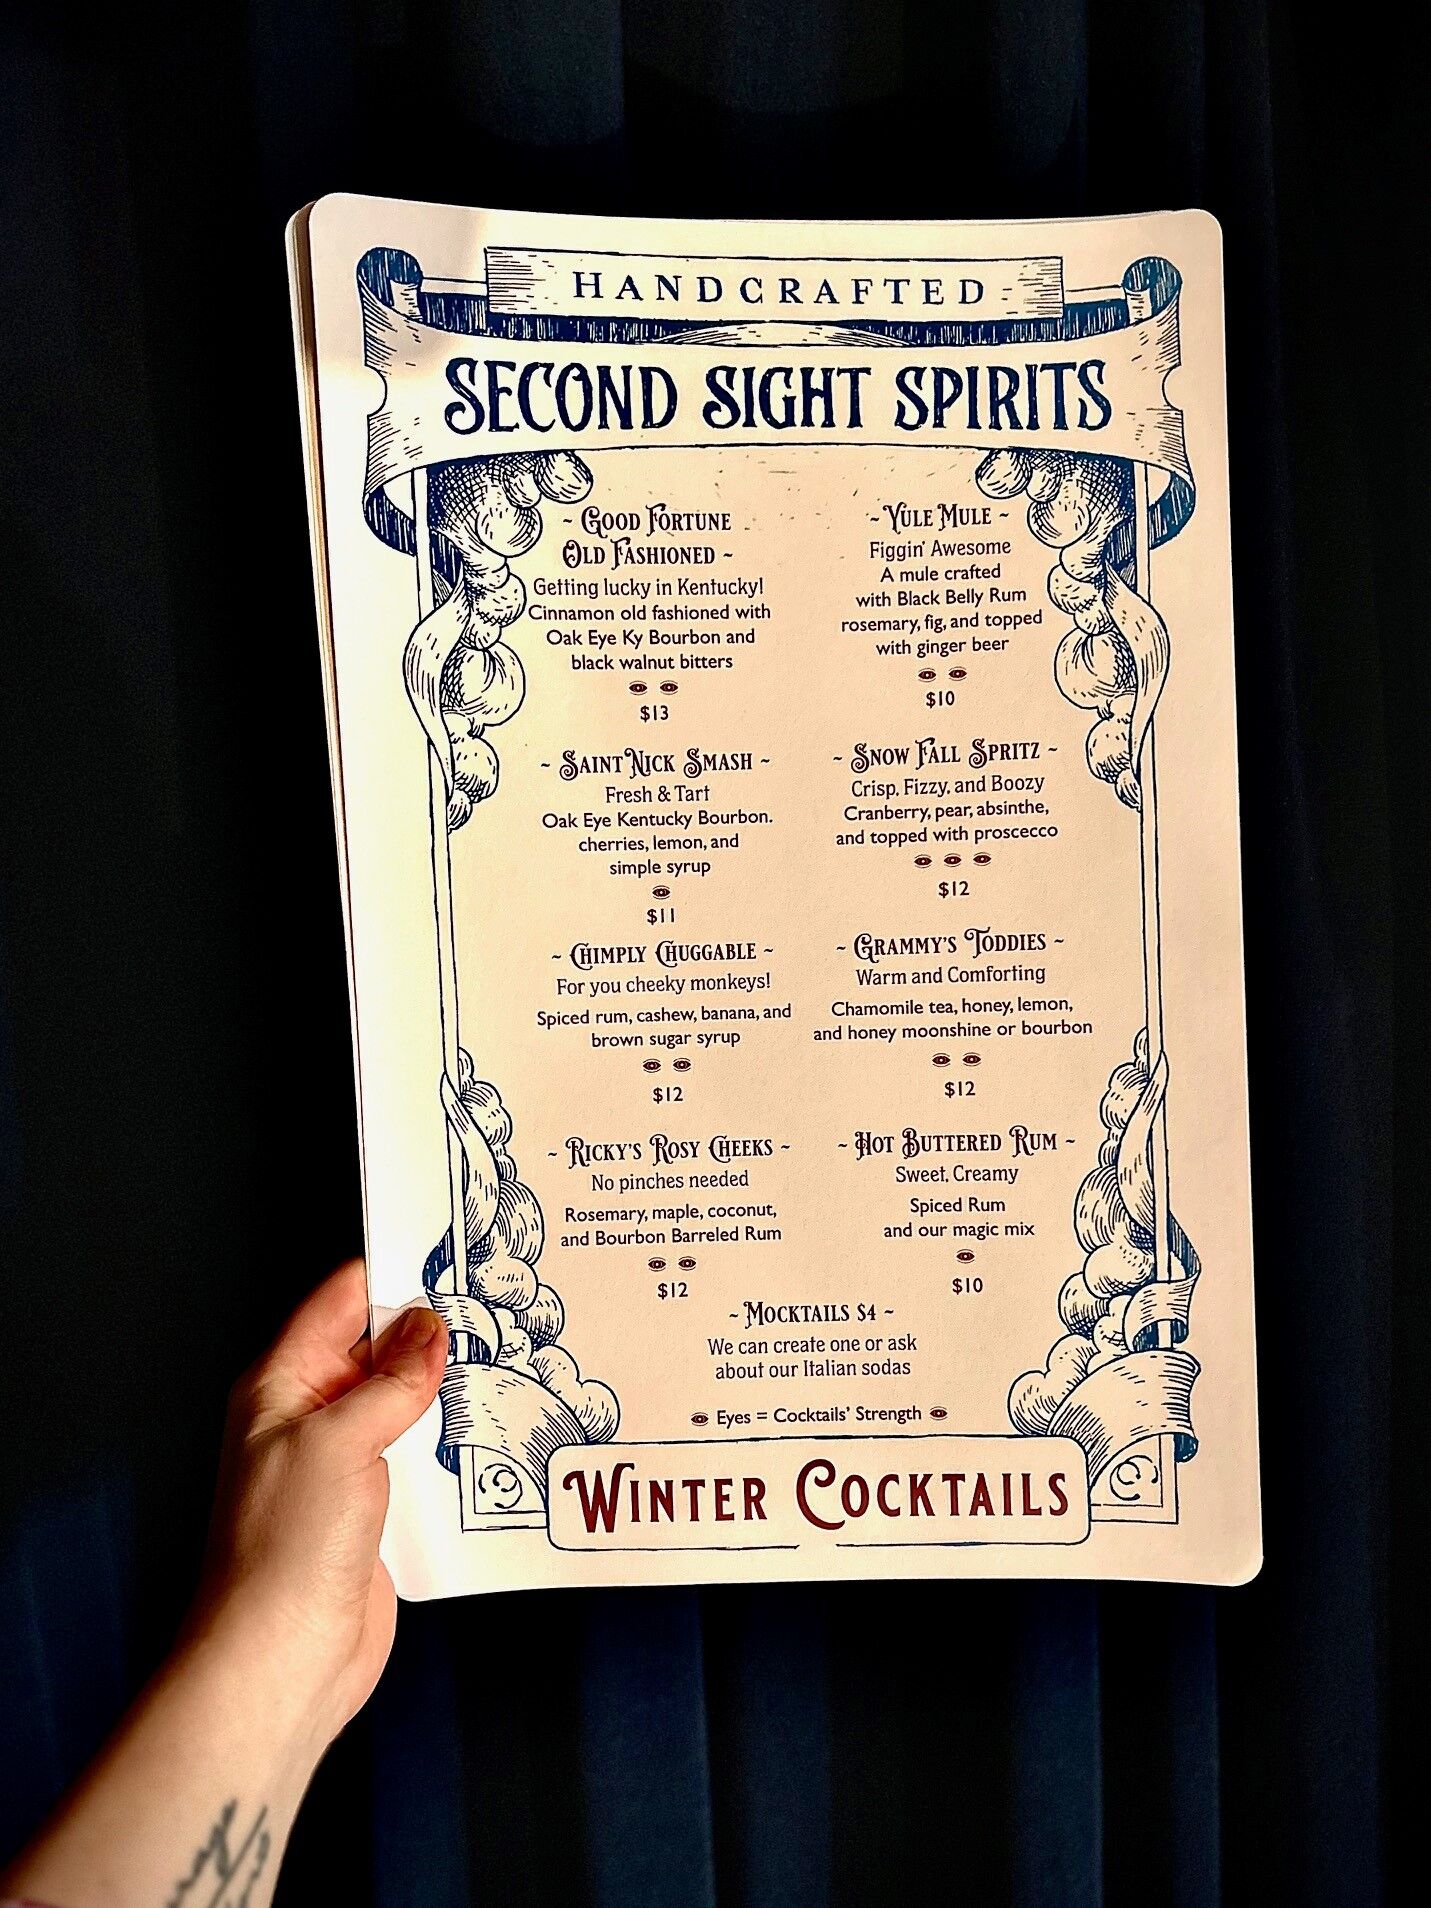 HANDCRAFTED
SECOND SIGHT SPIRITS
~ GOOD FORTUNE
OLD FASHIONED ~
Getting lucky in Kentucky!
Cinnamon old fashioned with
Oak Eye Ky Bourbon and
black walnut bitters
$13
~ SAINT NICK SMASH ~
Fresh & Tart
Oak Eye Kentucky Bourbon.
cherries, lemon, and
simple syrup
$11
~ CHIMPLY CHUGGABLE ~
For you cheeky monkeys!
Spiced rum, cashew, banana, and
brown sugar syrup
$12
~ RICKY'S ROSY CHEEKS ~
No pinches needed
Rosemary, maple, coconut,
and Bourbon Barreled Rum
$12
~ YULE MULE ~
Figgin' Awesome
A mule crafted
with Black Belly Rum
rosemary, fig, and topped
with ginger beer
$10
~ SNOW FALL SPRITZ ~
Crisp, Fizzy, and Boozy
Cranberry, pear, absinthe,
and topped with proscecco
$12
~ GRAMMY'S TODDIES ~
Warm and Comforting
Chamomile tea, honey, lemon,
and honey moonshine or bourbon
$12
~ HOT BUTTERED RUM ~
Sweet, Creamy
Spiced Rum
and our magic mix
$10
~ MOCKTAILS $4 ~
We can create one or ask
about our Italian sodas
Eyes = Cocktails' Strength
WINTER COCKTAILS